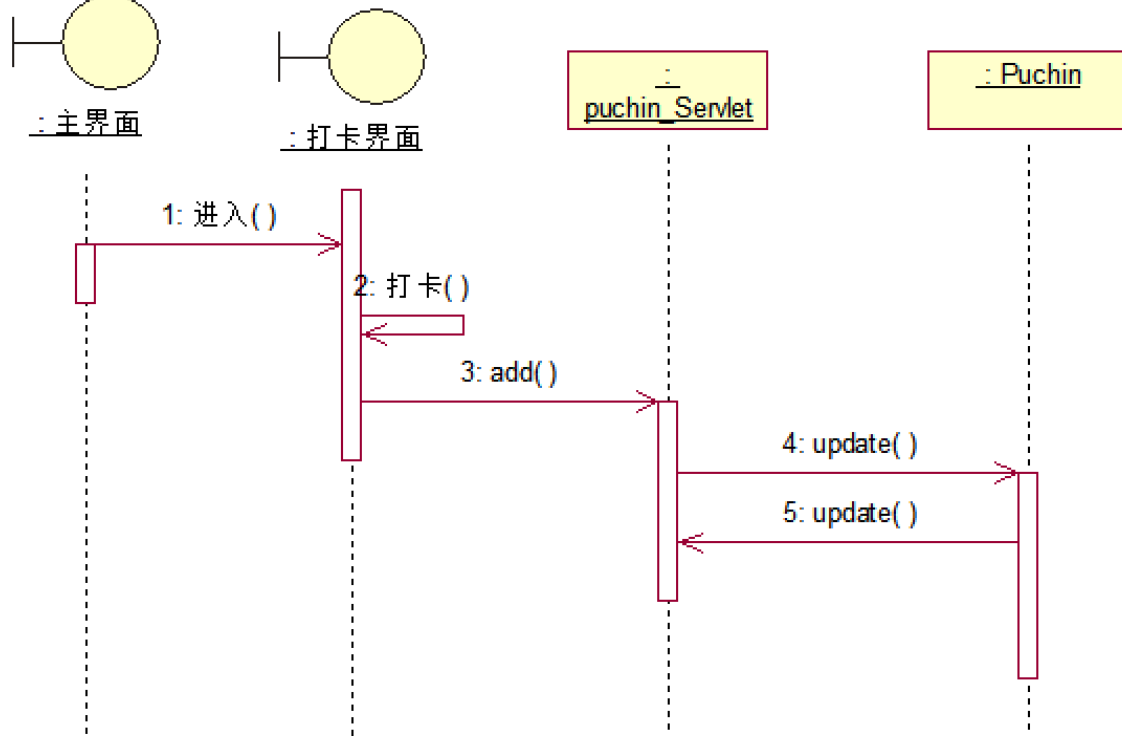 : 主界面
: 打卡界面
:
puchin_Servlet
: Puchin
1: 进入( )
2: 打卡( )
3: add( )
4: update( )
5: update( )